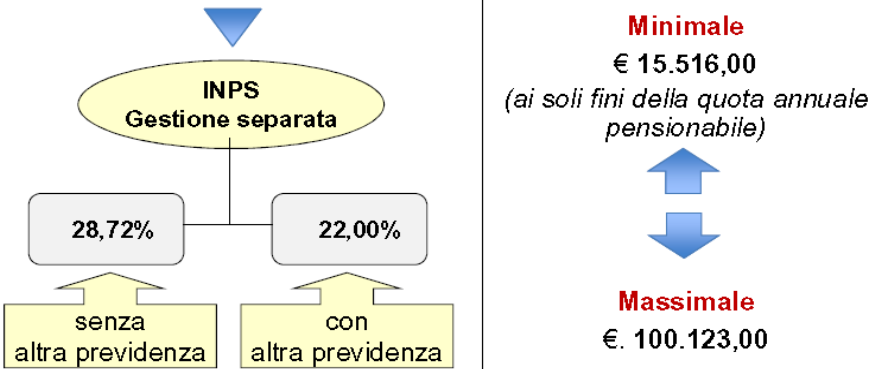 INPS
Gestione separata
28,72%
22,00%
senza
altra previdenza
con
altra previdenza
Minimale
€ 15.516,00
(ai soli fini della quota annuale
pensionabile)
Massimale
€. 100.123,00